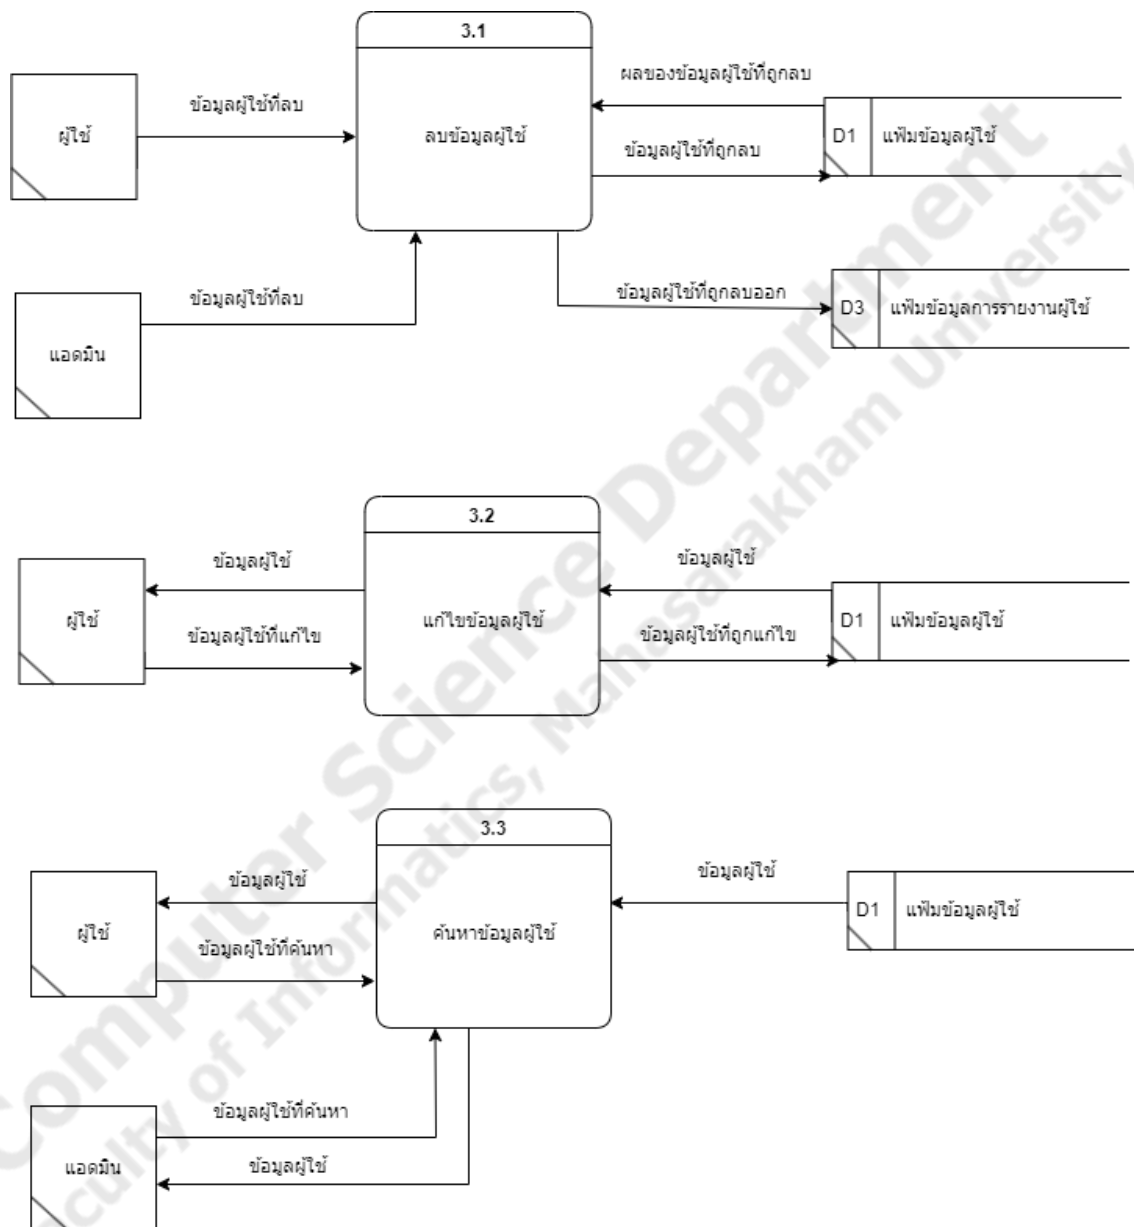 3.1
ผลของข้อมูลผู้ใช้ที่ถูกลบ
ข้อมูลผู้ใช้ที่ลบ
ผู้ใช้
ลบข้อมูลผู้ใช้
D1
แฟ้มข้อมูลผู้ใช้
ข้อมูลผู้ใช้ที่ถูกลบ
ข้อมูลผู้ใช้ที่ลบ
ข้อมูลผู้ใช้ที่ถูกลบออก
D3
แฟ้มข้อมูลการรายงานผู้ใช้
แอดมิน
3.2
ข้อมูลผู้ใช้
ข้อมูลผู้ใช้
ผู้ใช้
แก้ไขข้อมูลผู้ใช้
D1
แฟ้มข้อมูลผู้ใช้
ข้อมูลผู้ใช้ที่แก้ไข
ข้อมูลผู้ใช้ที่ถูกแก้ไข
3.3
ข้อมูลผู้ใช้
ข้อมูลผู้ใช้
ผู้ใช้
ค้นหาข้อมูลผู้ใช้
D1
แฟ้มข้อมูลผู้ใช้
ข้อมูลผู้ใช้ที่ค้นหา
ข้อมูลผู้ใช้ที่ค้นหา
แอดมิน
ข้อมูลผู้ใช้
Computer Science Department
Faculty of Informatics, Mahasarakham University